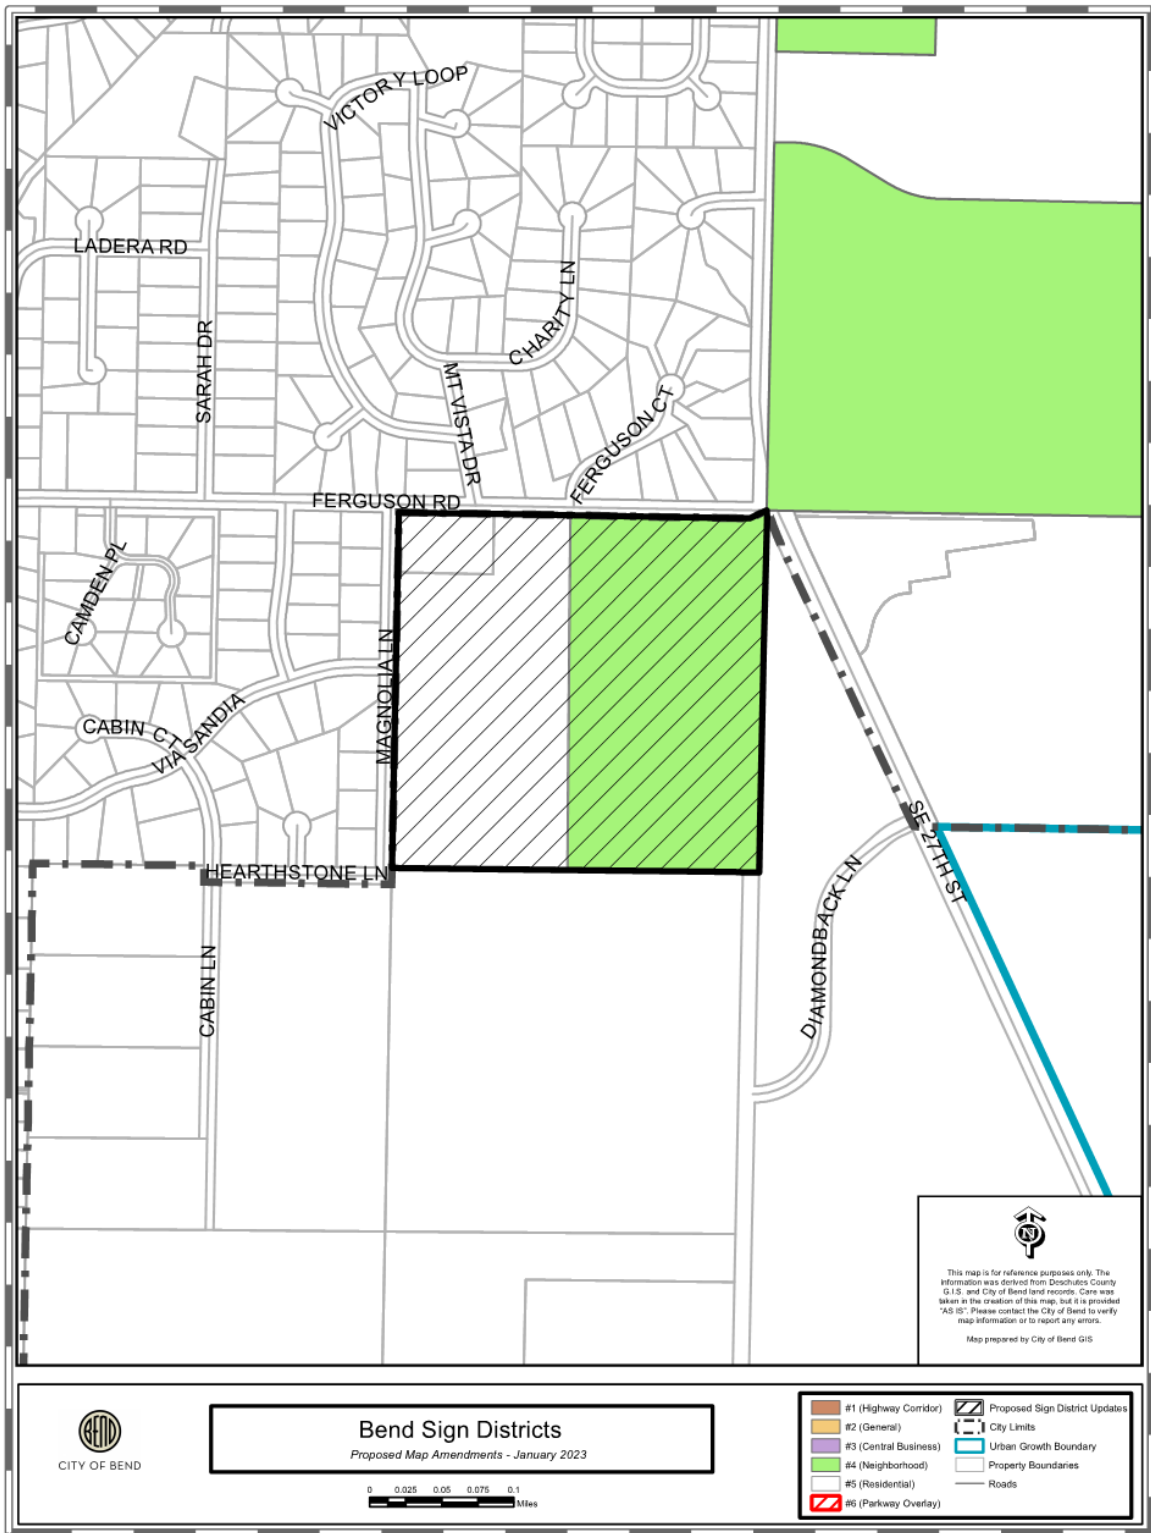 VICTORY LOOP
LADERA RD
SARAH DR
CHARITY LN
MT VISTA DR
FERGUSON CT
FERGUSON RD
CAMDEN PL
MAGNOLIA LN
CABIN CT
VIA SANDIA
HEARTHSTONE LN
SE 27TH ST
DIAMONDBACK LN
CABIN LN
N
This map is for reference purposes only. The
information was derived from Deschutes County
G.I.S. and City of Bend land records. Care was
taken in the creation of this map, but it is provided
"AS IS". Please contact the City of Bend to verify
map information or to report any errors.
Map prepared by City of Bend GIS
BEND
CITY OF BEND
Bend Sign Districts
Proposed Map Amendments - January 2023
0 0.025 0.05 0.075 0.1
Miles
#1 (Highway Corridor)
#2 (General)
#3 (Central Business)
#4 (Neighborhood)
#5 (Residential)
#6 (Parkway Overlay)
Proposed Sign District Updates
City Limits
Urban Growth Boundary
Property Boundaries
Roads